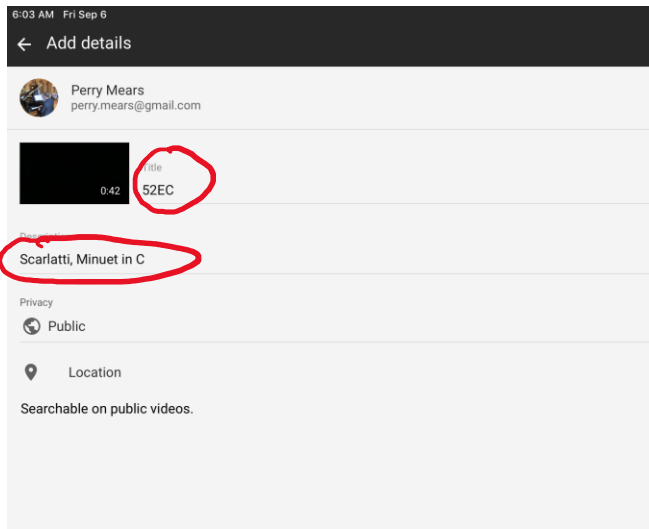 6:03 AM Fri Sep 6
Add details
Perry Mears
perry.mears@gmail.com
Title
0:42
52EC
Description
Scarlatti, Minuet in C
Privacy
Public
Location
Searchable on public videos.